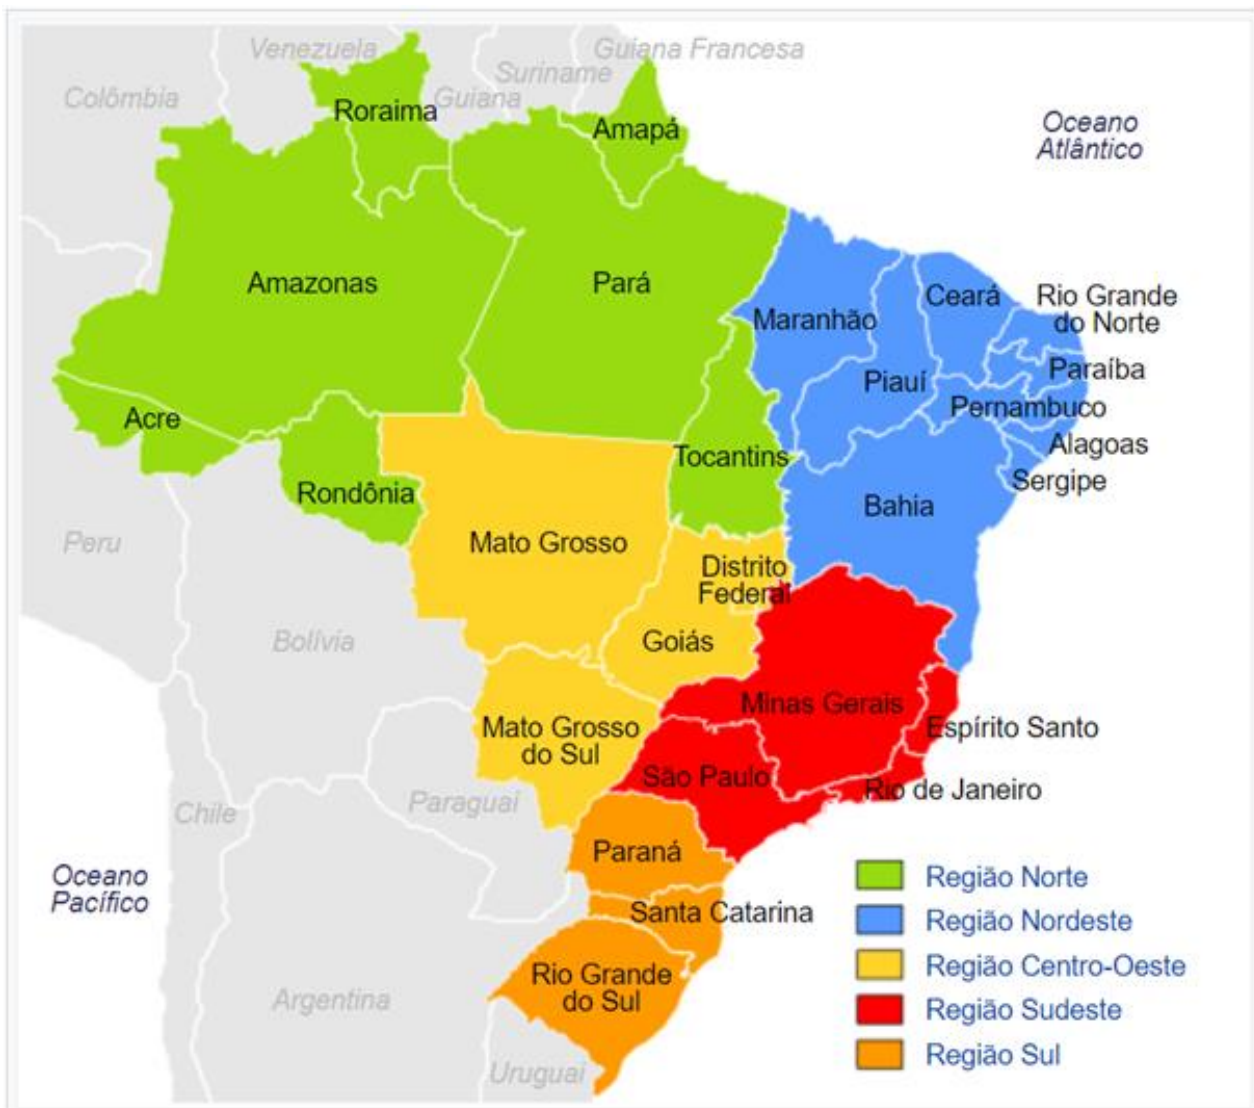 Venezuela
Guiana Francesa
Suriname
Colômbia
Guiana
Roraima
Amapá
Oceano
Atlântico
Amazonas
Pará
Ceará
Rio Grande
do Norte
Maranhão
Paraíba
Piauí
Pernambuco
Acre
Alagoas
Tocantins
Sergipe
Rondônia
Bahia
Peru
Mato Grosso
Distrito
Federal
Bolívia
Goiás
Minas Gerais
Mato Grosso
do Sul
Espírito Santo
São Paulo
Rio de Janeiro
Paraguai
Chile
Paraná
Oceano
Pacífico
Santa Catarina
Rio Grande
do Sul
Argentina
Uruguai
Região Norte
Região Nordeste
Região Centro-Oeste
Região Sudeste
Região Sul